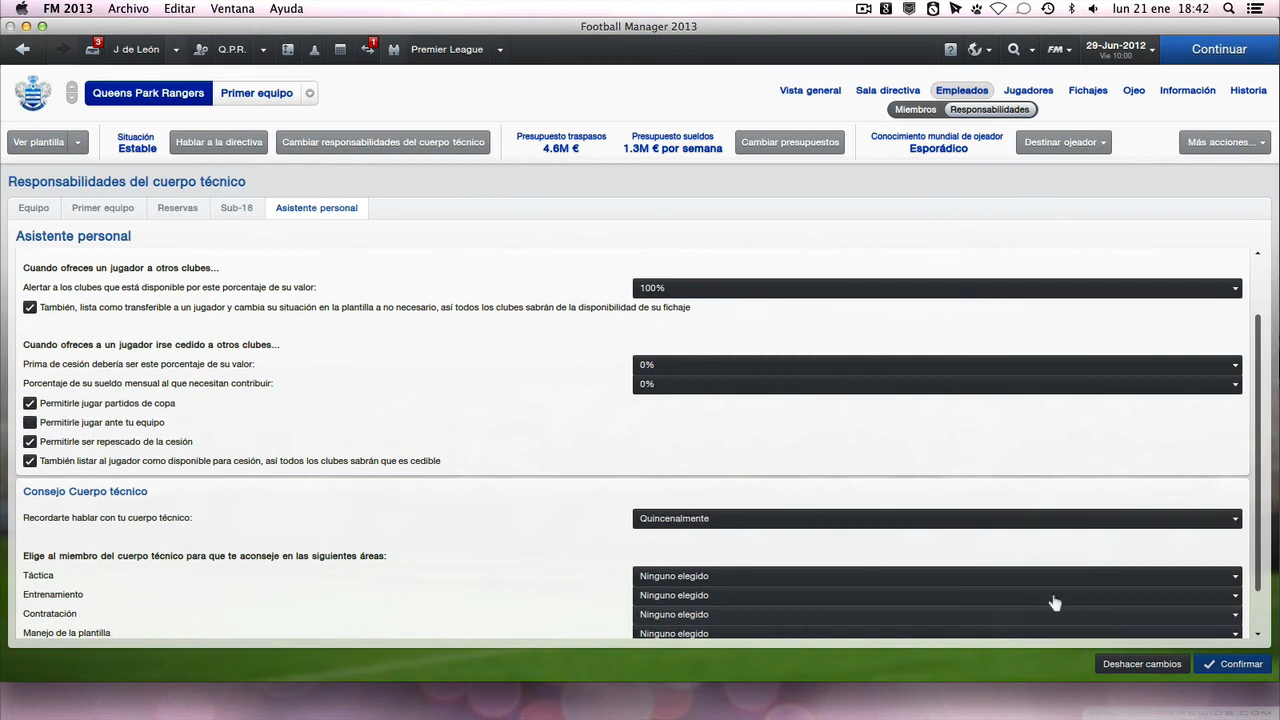 FM 2013 Archivo Editar Ventana Ayuda lun 21 ene 18:42
Football Manager 2013
3 J de León Q.P.R. 1 Premier League ? FM 29-Jun-2012 Continuar
Vie 10:00
Queens Park Rangers Primer equipo Vista general Sala directiva Empleados Jugadores Fichajes Ojeo Información Historia
Miembros Responsabilidades
Ver plantilla Situación Estable Hablar a la directiva Cambiar responsabilidades del cuerpo técnico Presupuesto traspasos 4.6M € Presupuesto sueldos 1.3M € por semana Cambiar presupuestos Conocimiento mundial de ojeador Esporádico Destinar ojeador Más acciones...
Responsabilidades del cuerpo técnico
Equipo Primer equipo Reservas Sub-18 Asistente personal
Asistente personal
Cuando ofreces un jugador a otros clubes...
Alertar a los clubes que está disponible por este porcentaje de su valor: 100%
También, lista como transferible a un jugador y cambia su situación en la plantilla a no necesario, así todos los clubes sabrán de la disponibilidad de su fichaje
Cuando ofreces a un jugador irse cedido a otros clubes...
Prima de cesión debería ser este porcentaje de su valor: 0%
Porcentaje de su sueldo mensual al que necesitan contribuir: 0%
Permitirle jugar partidos de copa
Permitirle jugar ante tu equipo
Permitirle ser repescado de la cesión
También listar al jugador como disponible para cesión, así todos los clubes sabrán que es cedible
Consejo Cuerpo técnico
Recordarte hablar con tu cuerpo técnico: Quincenalmente
Elige al miembro del cuerpo técnico para que te aconseje en las siguientes áreas:
Táctica Ninguno elegido
Entrenamiento Ninguno elegido
Contratación Ninguno elegido
Manejo de la plantilla Ninguno elegido
Deshacer cambios Confirmar